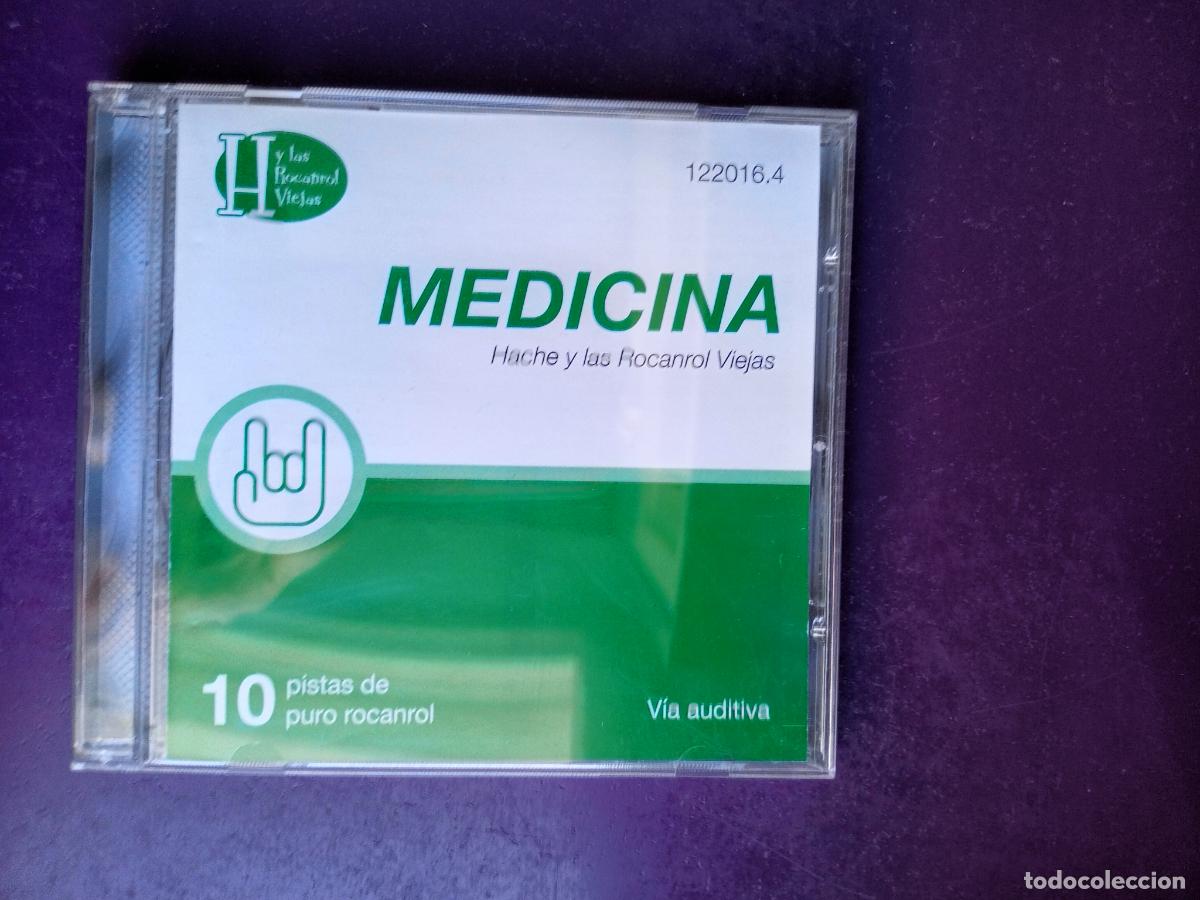 H y las
Rocanrol
Viejas
122016.4
MEDICINA
Hache y las Rocanrol Viejas
10 pistas de
puro rocanrol
Vía auditiva
todocoleccion